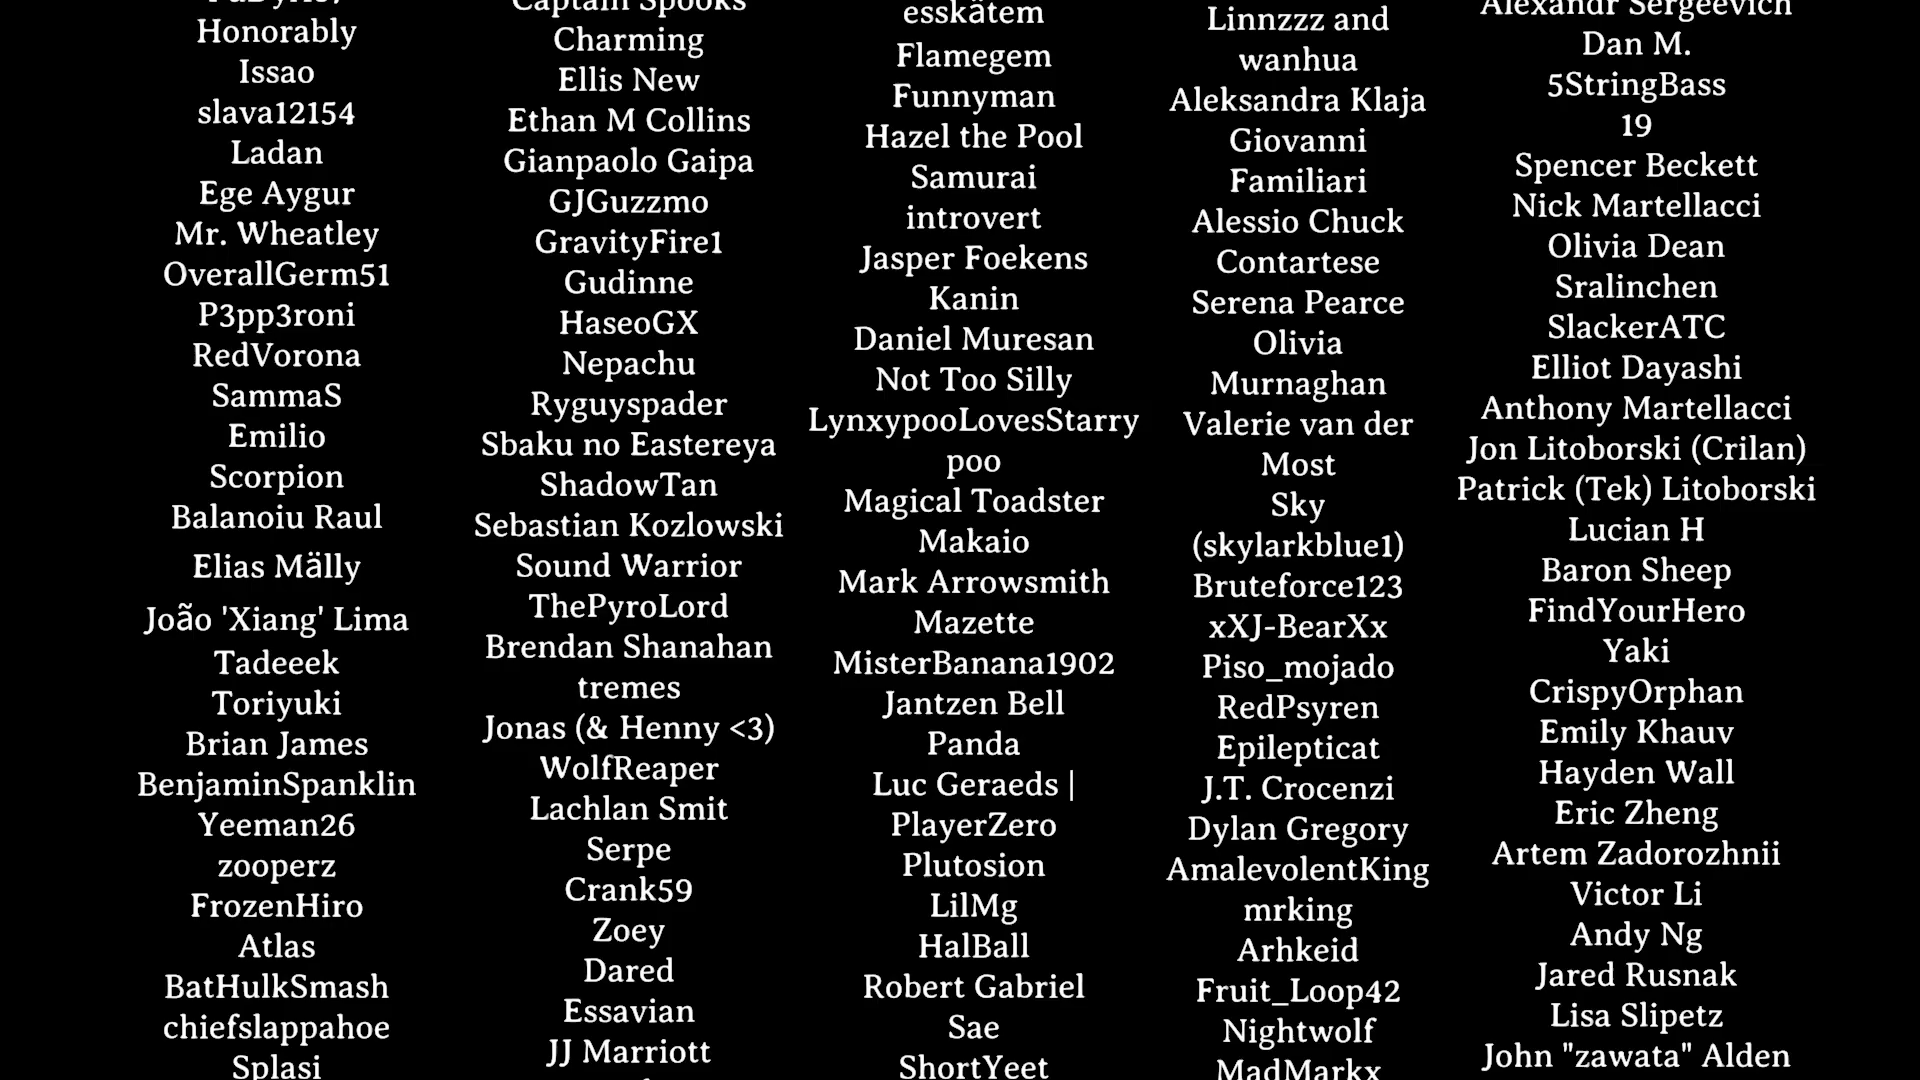 Honorably
Issao
slava12154
Ladan
Ege Aygur
Mr. Wheatley
OverallGerm51
P3pp3roni
RedVorona
SammaS
Emilio
Scorpion
Balanoiu Raul
Elias Mälly
João 'Xiang' Lima
Tadeeek
Toriyuki
Brian James
BenjaminSpanklin
Yeeman26
zooperz
FrozenHiro
Atlas
BatHulkSmash
chiefslappahoe
Splasi
Captain Spooks
Charming
Ellis New
Ethan M Collins
Gianpaolo Gaipa
GJGuzzmo
GravityFire1
Gudinne
HaseoGX
Nepachu
Ryguyspader
Sbaku no Eastereya
ShadowTan
Sebastian Kozlowski
Sound Warrior
ThePyroLord
Brendan Shanahan
tremes
Jonas (& Henny <3)
WolfReaper
Lachlan Smit
Serpe
Crank59
Zoey
Dared
Essavian
JJ Marriott
esskätem
Flamegem
Funnyman
Hazel the Pool
Samurai
introvert
Jasper Foekens
Kanin
Daniel Muresan
Not Too Silly
LynxypooLovesStarry
poo
Magical Toadster
Makaio
Mark Arrowsmith
Mazette
MisterBanana1902
Jantzen Bell
Panda
Luc Geraeds |
PlayerZero
Plutosion
LilMg
HalBall
Robert Gabriel
Sae
ShortYeet
Linnzzz and
wanhua
Aleksandra Klaja
Giovanni
Familiari
Alessio Chuck
Contartese
Serena Pearce
Olivia
Murnaghan
Valerie van der
Most
Sky
(skylarkblue1)
Bruteforce123
xXJ-BearXx
Piso_mojado
RedPsyren
Epilepticat
J.T. Crocenzi
Dylan Gregory
AmalevolentKing
mrking
Arhkeid
Fruit_Loop42
Nightwolf
MadMarkx
Alexandr Sergeevich
Dan M.
5StringBass
19
Spencer Beckett
Nick Martellacci
Olivia Dean
Sralinchen
SlackerATC
Elliot Dayashi
Anthony Martellacci
Jon Litoborski (Crilan)
Patrick (Tek) Litoborski
Lucian H
Baron Sheep
FindYourHero
Yaki
CrispyOrphan
Emily Khauv
Hayden Wall
Eric Zheng
Artem Zadorozhnii
Victor Li
Andy Ng
Jared Rusnak
Lisa Slipetz
John "zawata" Alden